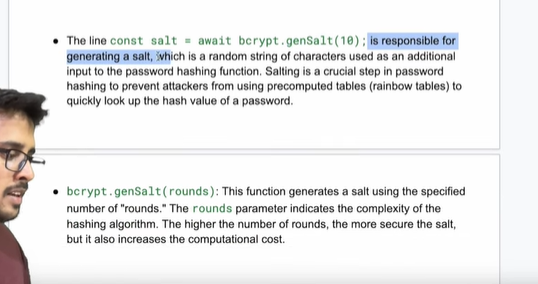 • The line const salt = await bcrypt.genSalt(10); is responsible for
generating a salt, which is a random string of characters used as an additional
input to the password hashing function. Salting is a crucial step in password
hashing to prevent attackers from using precomputed tables (rainbow tables) to
quickly look up the hash value of a password.
• bcrypt.genSalt(rounds): This function generates a salt using the specified
number of "rounds." The rounds parameter indicates the complexity of the
hashing algorithm. The higher the number of rounds, the more secure the salt,
but it also increases the computational cost.